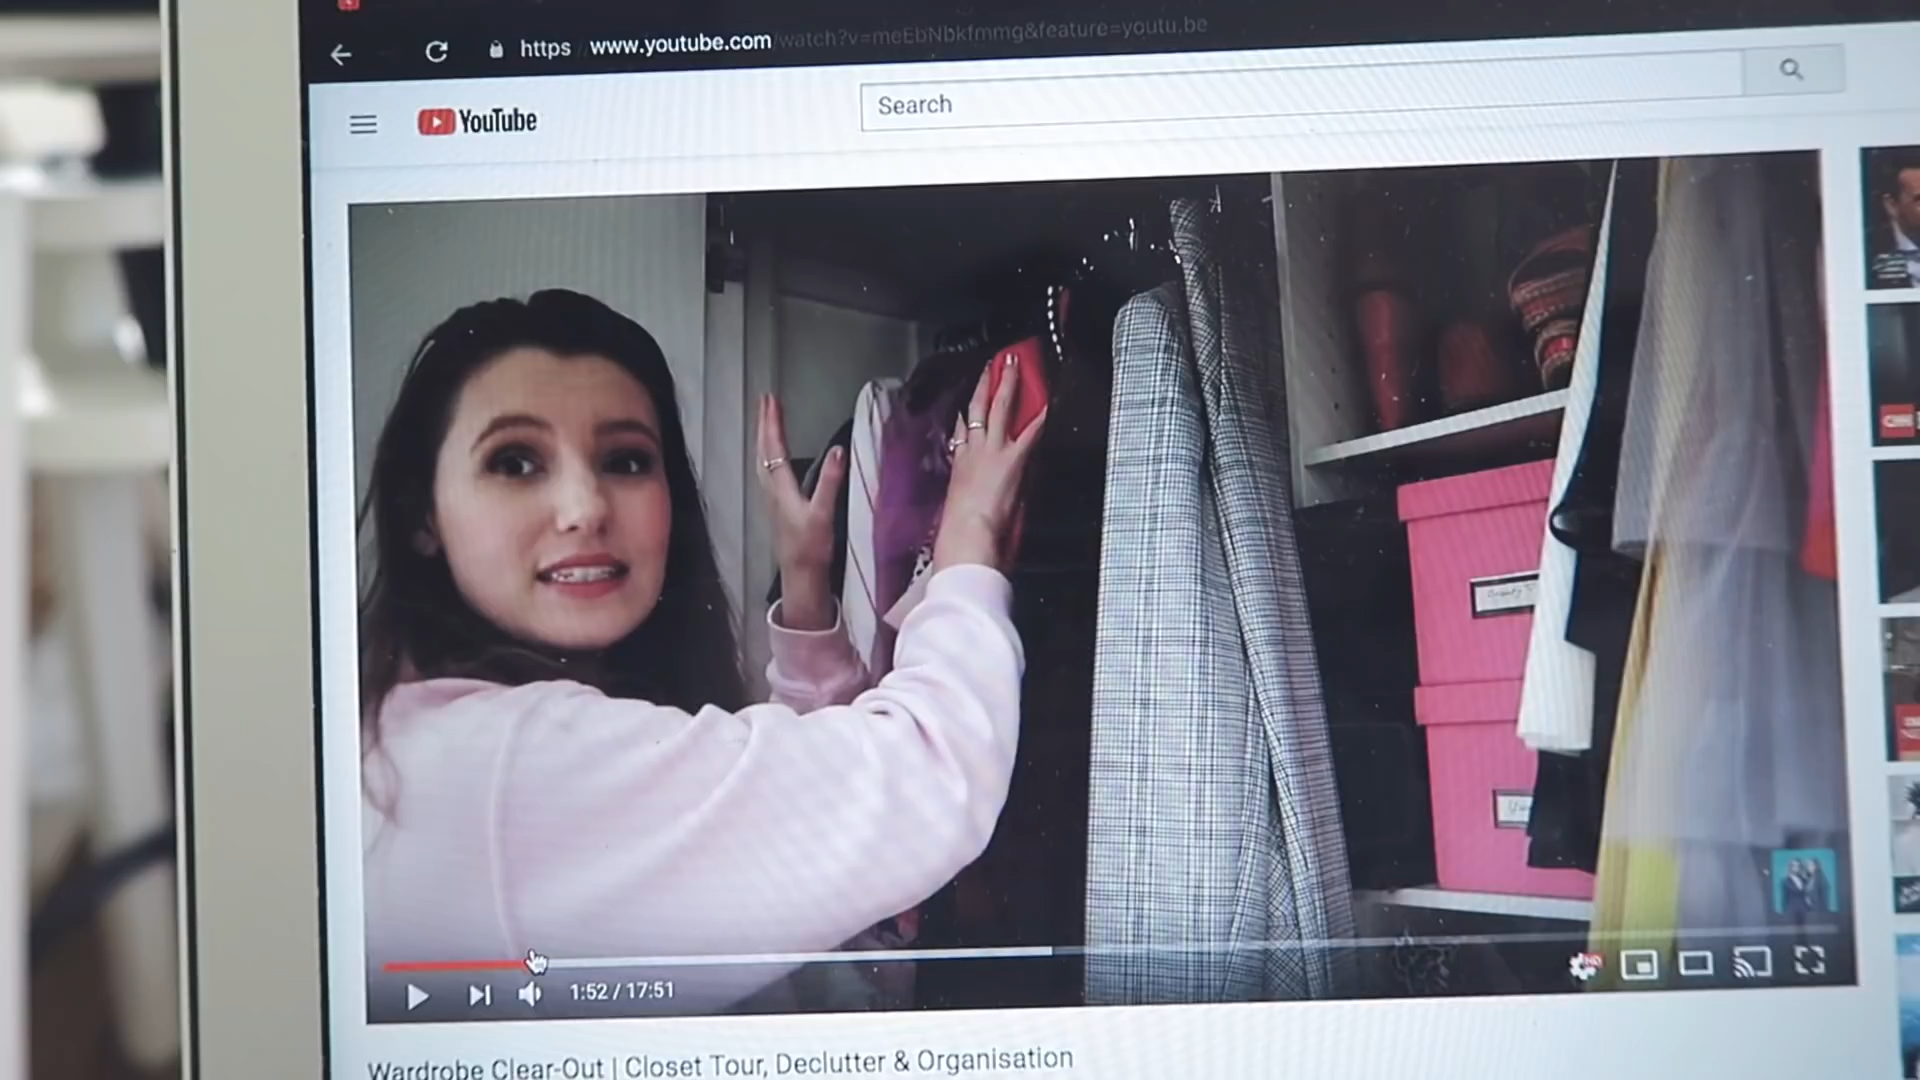 https www.youtube.com/watch?v=meEbNbkfmmg&feature=youtu.be
YouTube
Search
HD
1:52 / 17:51
Wardrobe Clear-Out | Closet Tour, Declutter & Organisation